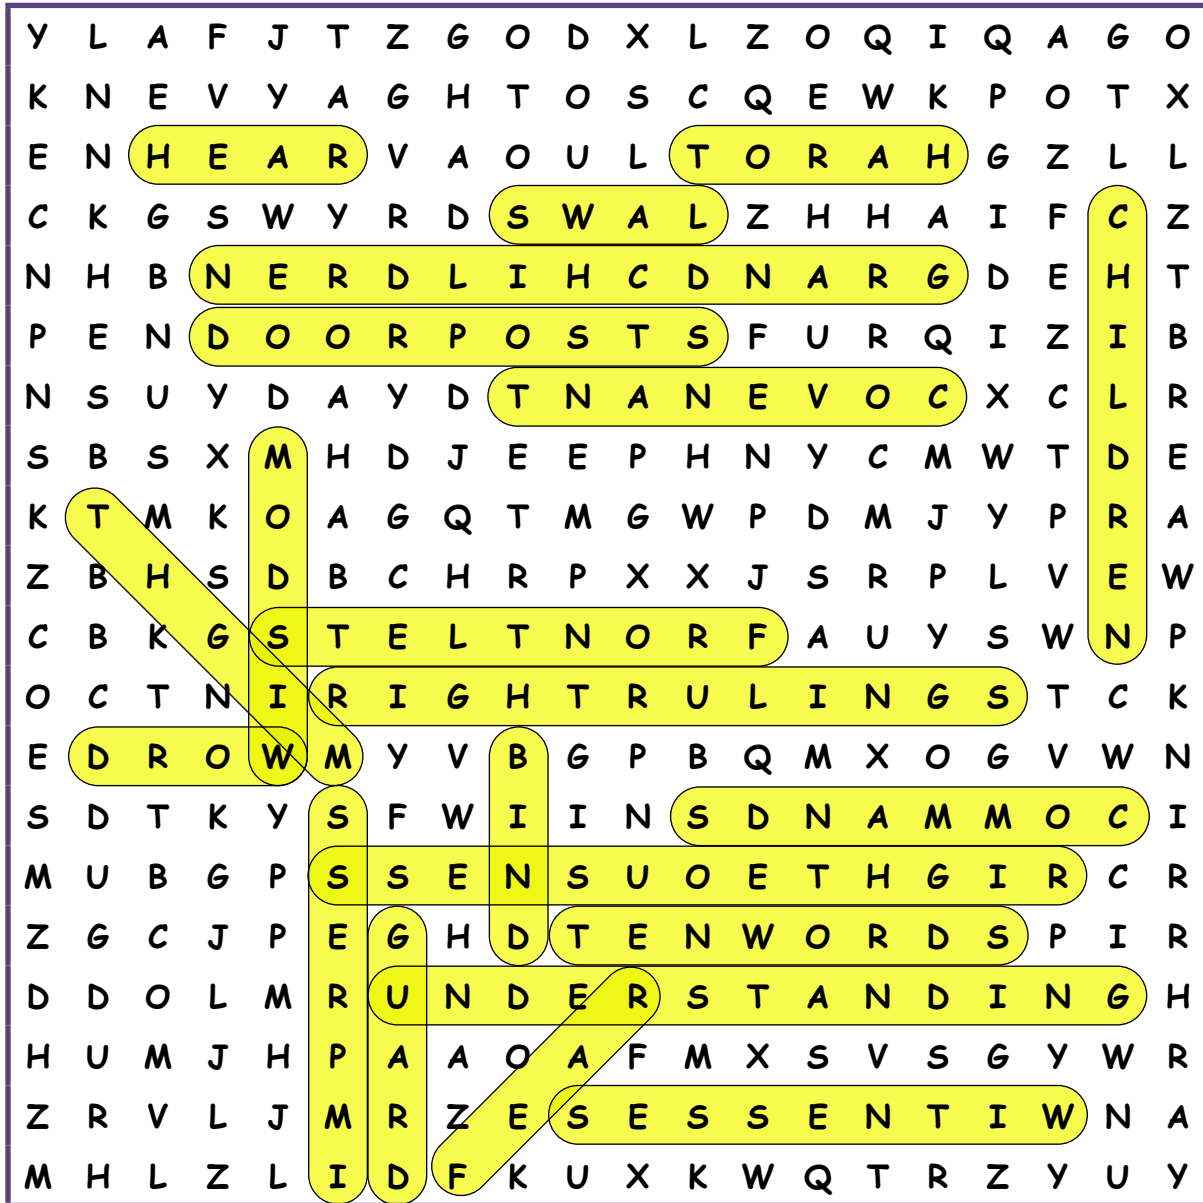 Y L A F J T Z G O D X L Z O Q I Q A G O
K N E V Y A G H T O S C Q E W K P O T X
E N H E A R V A O U L T O R A H G Z L L
C K G S W Y R D S W A L Z H H A I F C Z
N H B N E R D L I H C D N A R G D E H T
P E N D O O R P O S T S F U R Q I Z I B
N S U Y D A Y D T N A N E V O C X C L R
S B S X M H D J E E P H N Y C M W T D E
K T M K O A G Q T M G W P D M J Y P R A
Z B H S D B C H R P X X J S R P L V E W
C B K G S T E L T N O R F A U Y S W N P
O C T N I R I G H T R U L I N G S T C K
E D R O W M Y V B G P B Q M X O G V W N
S D T K Y S F W I I N S D N A M M O C I
M U B G P S S E N S U O E T H G I R C R
Z G C J P E G H D T E N W O R D S P I R
D D O L M R U N D E R S T A N D I N G H
H U M J H P A A O A F M X S V S G Y W R
Z R V L J M R Z E S E S S E N T I W N A
M H L Z L I D F K U X K W Q T R Z Y U Y